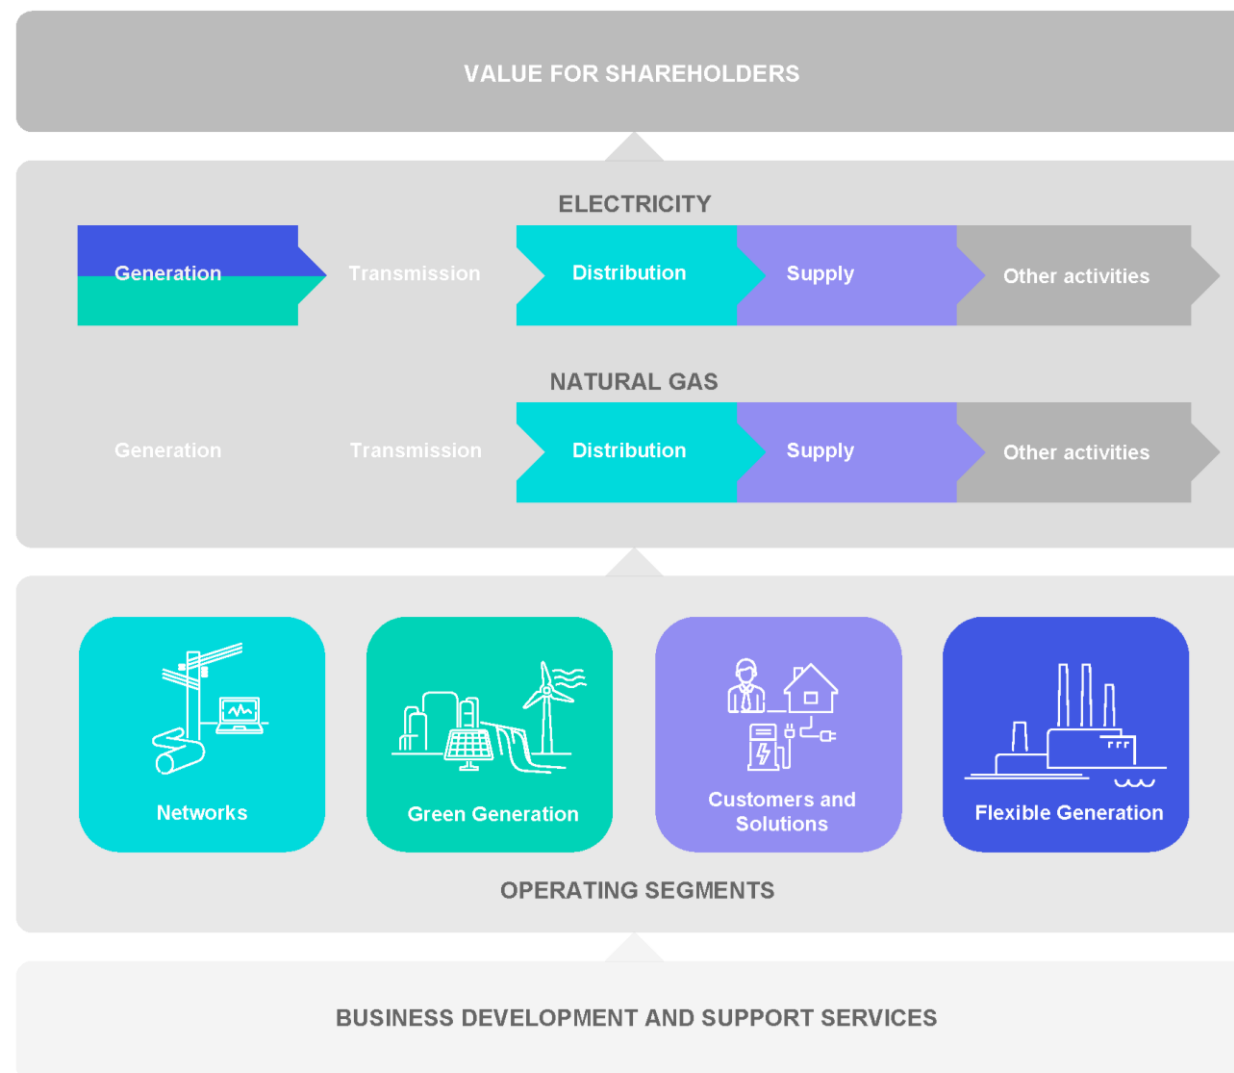 VALUE FOR SHAREHOLDERS
ELECTRICITY
Generation
Transmission
Distribution
Supply
Other activities
NATURAL GAS
Generation
Transmission
Distribution
Supply
Other activities
Networks
Green Generation
Customers and
Solutions
Flexible Generation
OPERATING SEGMENTS
BUSINESS DEVELOPMENT AND SUPPORT SERVICES